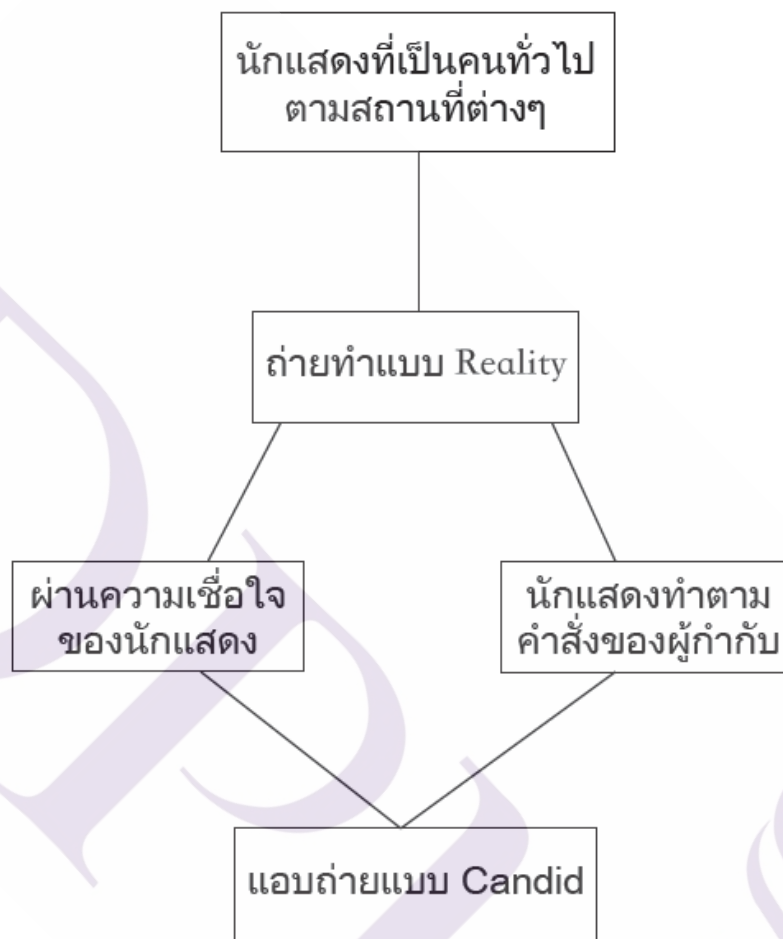 นักแสดงที่เป็นคนทั่วไป
ตามสถานที่ต่างๆ
ถ่ายทำแบบ Reality
ผ่านความเชื่อใจ
ของนักแสดง
นักแสดงทำตาม
คำสั่งของผู้กำกับ
แอบถ่ายแบบ Candid